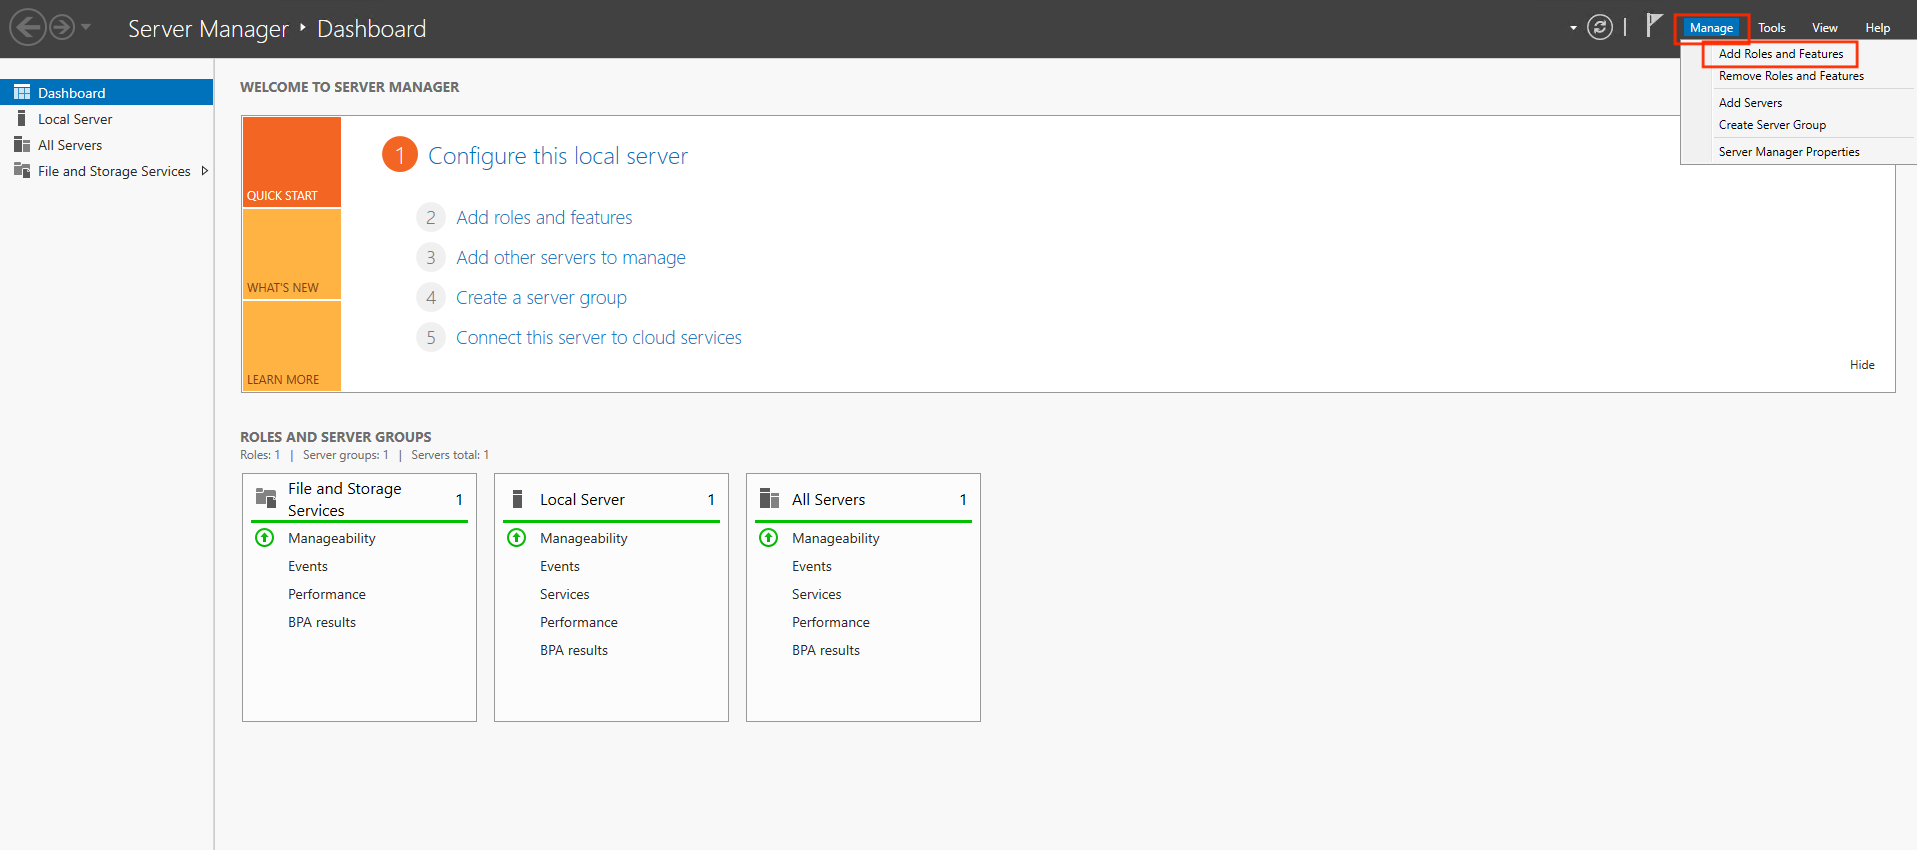 Server Manager ‣ Dashboard
Manage Tools View Help
Add Roles and Features
Remove Roles and Features
Add Servers
Create Server Group
Server Manager Properties
Dashboard
Local Server
All Servers
File and Storage Services
WELCOME TO SERVER MANAGER
QUICK START
WHAT'S NEW
LEARN MORE
1 Configure this local server
2 Add roles and features
3 Add other servers to manage
4 Create a server group
5 Connect this server to cloud services
Hide
ROLES AND SERVER GROUPS
Roles: 1 | Server groups: 1 | Servers total: 1
File and Storage
Services 1
Manageability
Events
Performance
BPA results
Local Server 1
Manageability
Events
Services
Performance
BPA results
All Servers 1
Manageability
Events
Services
Performance
BPA results